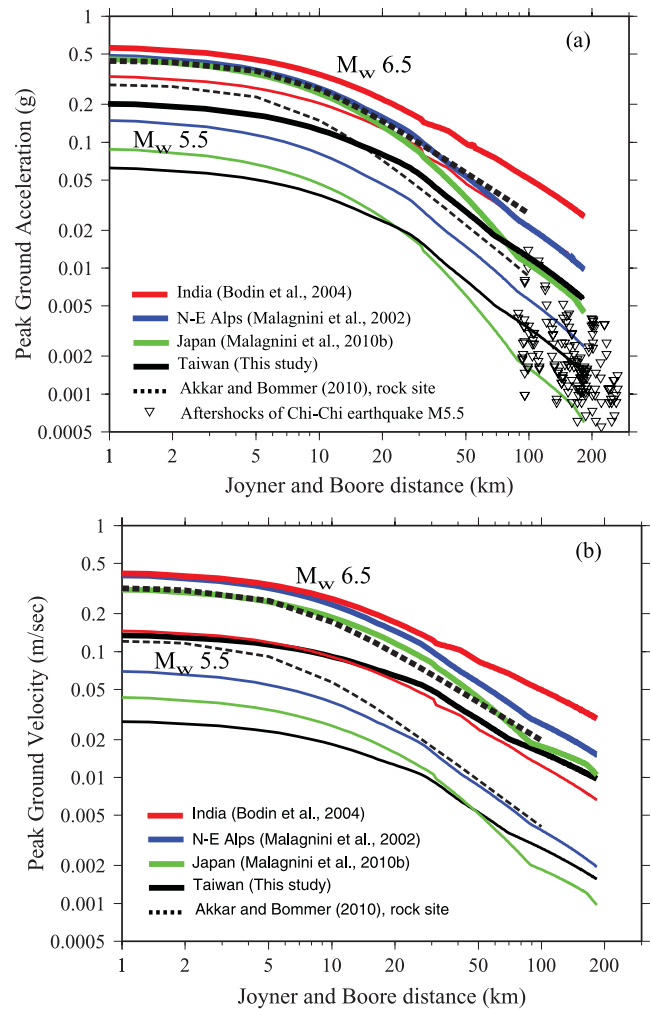 (a)
Mw 6.5
Mw 5.5
Peak Ground Acceleration (g)
1
0.5
0.2
0.1
0.05
0.02
0.01
0.005
0.002
0.001
0.0005
India (Bodin et al., 2004)
N-E Alps (Malagnini et al., 2002)
Japan (Malagnini et al., 2010b)
Taiwan (This study)
Akkar and Bommer (2010), rock site
Aftershocks of Chi-Chi earthquake M5.5
1 2 5 10 20 50 100 200
Joyner and Boore distance (km)
(b)
Mw 6.5
Mw 5.5
Peak Ground Velocity (m/sec)
1
0.5
0.2
0.1
0.05
0.02
0.01
0.005
0.002
0.001
0.0005
India (Bodin et al., 2004)
N-E Alps (Malagnini et al., 2002)
Japan (Malagnini et al., 2010b)
Taiwan (This study)
Akkar and Bommer (2010), rock site
1 2 5 10 20 50 100 200
Joyner and Boore distance (km)